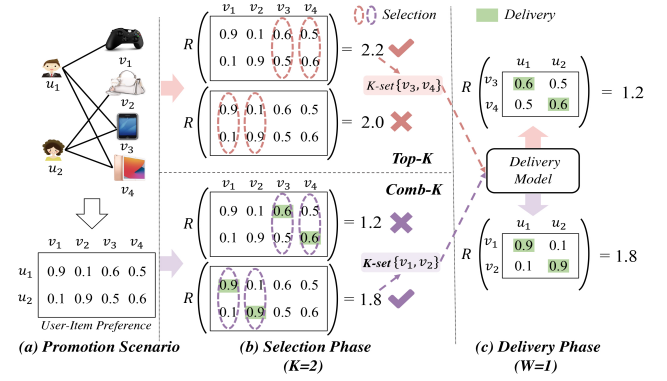 v₁ v₂ v₃ v₄
R ( 0.9 0.1 0.6 0.5
0.1 0.9 0.5 0.6 ) = 2.2 ✔
K-set{v₃, v₄}
R ( 0.9 0.1 0.6 0.5
0.1 0.9 0.5 0.6 ) = 2.0 ✖
Top-K
Selection
Delivery
u₁
u₂
v₁
v₂
v₃
v₄
v₁ v₂ v₃ v₄
u₁ 0.9 0.1 0.6 0.5
u₂ 0.1 0.9 0.5 0.6
User-Item Preference
(a) Promotion Scenario
Comb-K
v₁ v₂ v₃ v₄
R ( 0.9 0.1 0.6 0.5
0.1 0.9 0.5 0.6 ) = 1.2 ✖
K-set{v₁, v₂}
R ( 0.9 0.1 0.6 0.5
0.1 0.9 0.5 0.6 ) = 1.8 ✔
(b) Selection Phase
(K=2)
u₁ u₂
R ( v₃ 0.6 0.5
v₄ 0.5 0.6 ) = 1.2
Delivery
Model
u₁ u₂
R ( v₁ 0.9 0.1
v₂ 0.1 0.9 ) = 1.8
(c) Delivery Phase
(W=1)